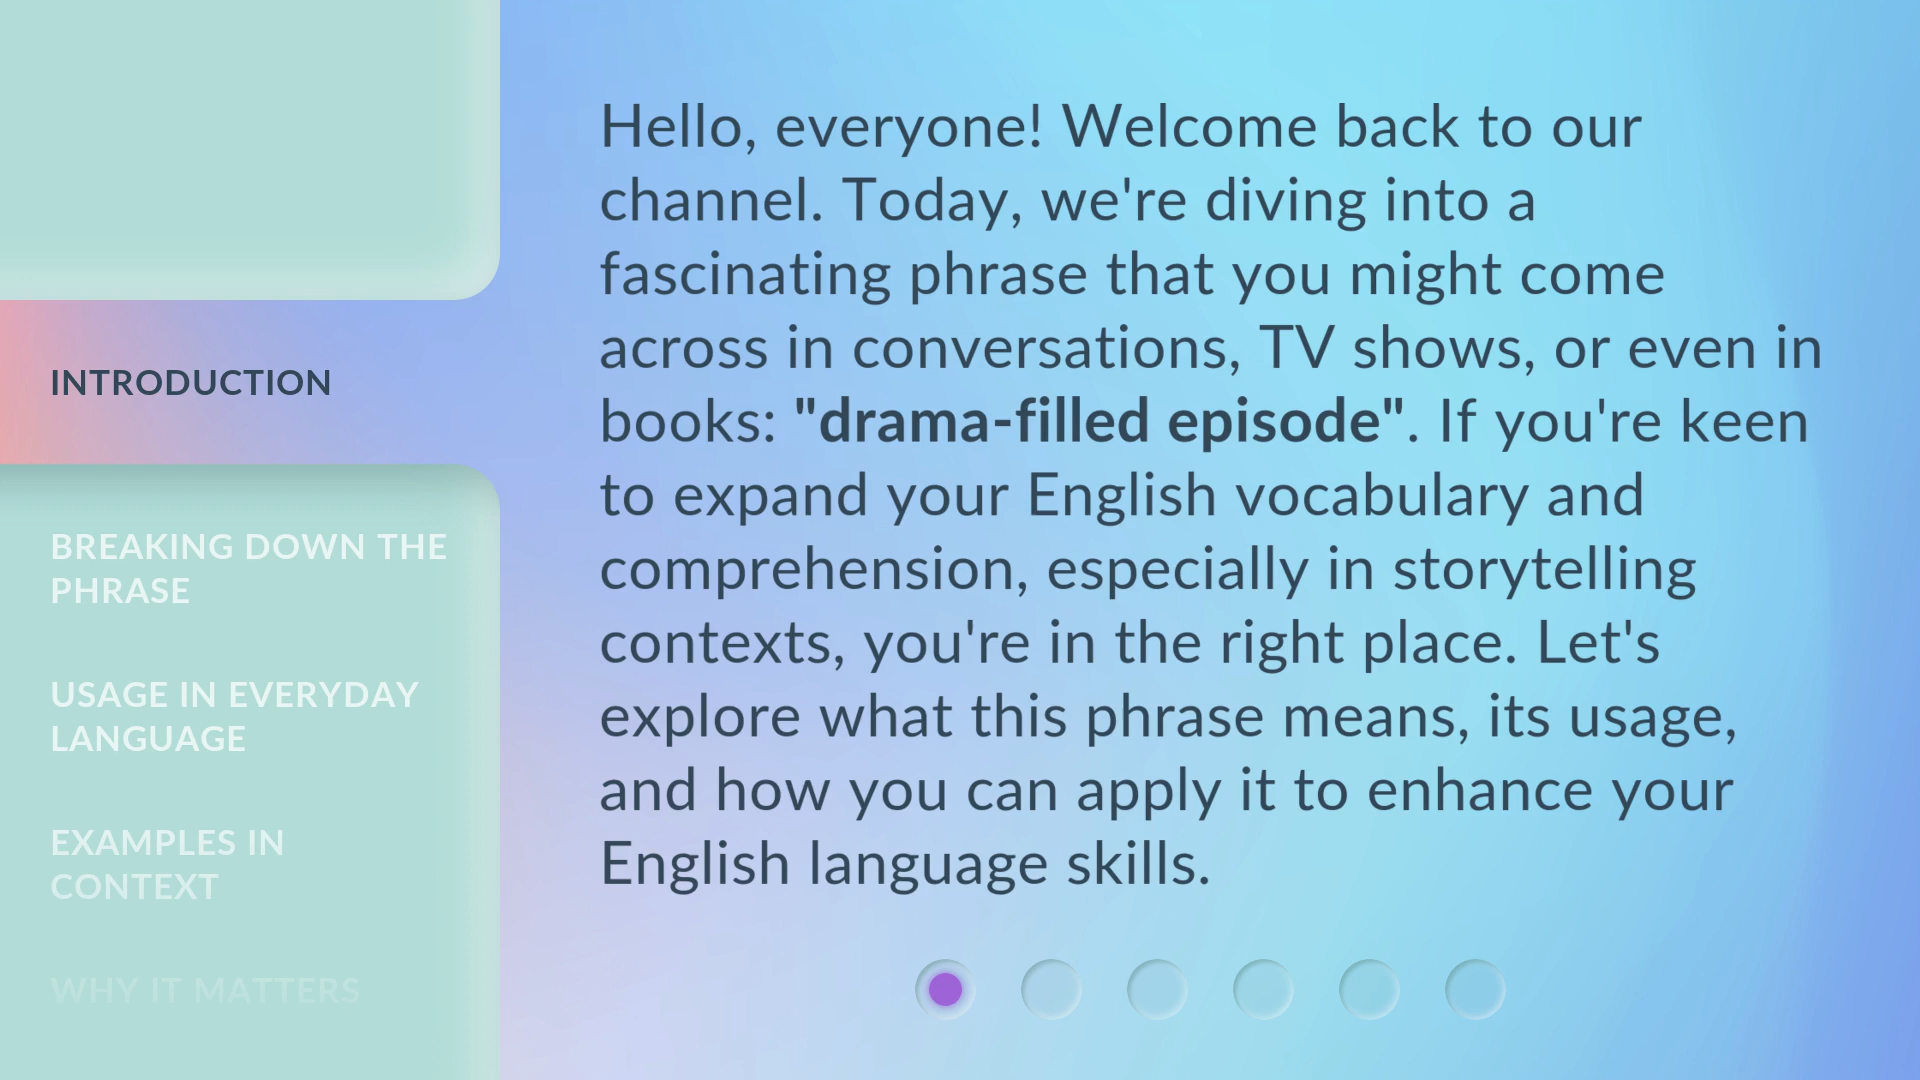 INTRODUCTION
BREAKING DOWN THE
PHRASE
USAGE IN EVERYDAY
LANGUAGE
EXAMPLES IN
CONTEXT
WHY IT MATTERS
Hello, everyone! Welcome back to our
channel. Today, we're diving into a
fascinating phrase that you might come
across in conversations, TV shows, or even in
books: "drama-filled episode". If you're keen
to expand your English vocabulary and
comprehension, especially in storytelling
contexts, you're in the right place. Let's
explore what this phrase means, its usage,
and how you can apply it to enhance your
English language skills.